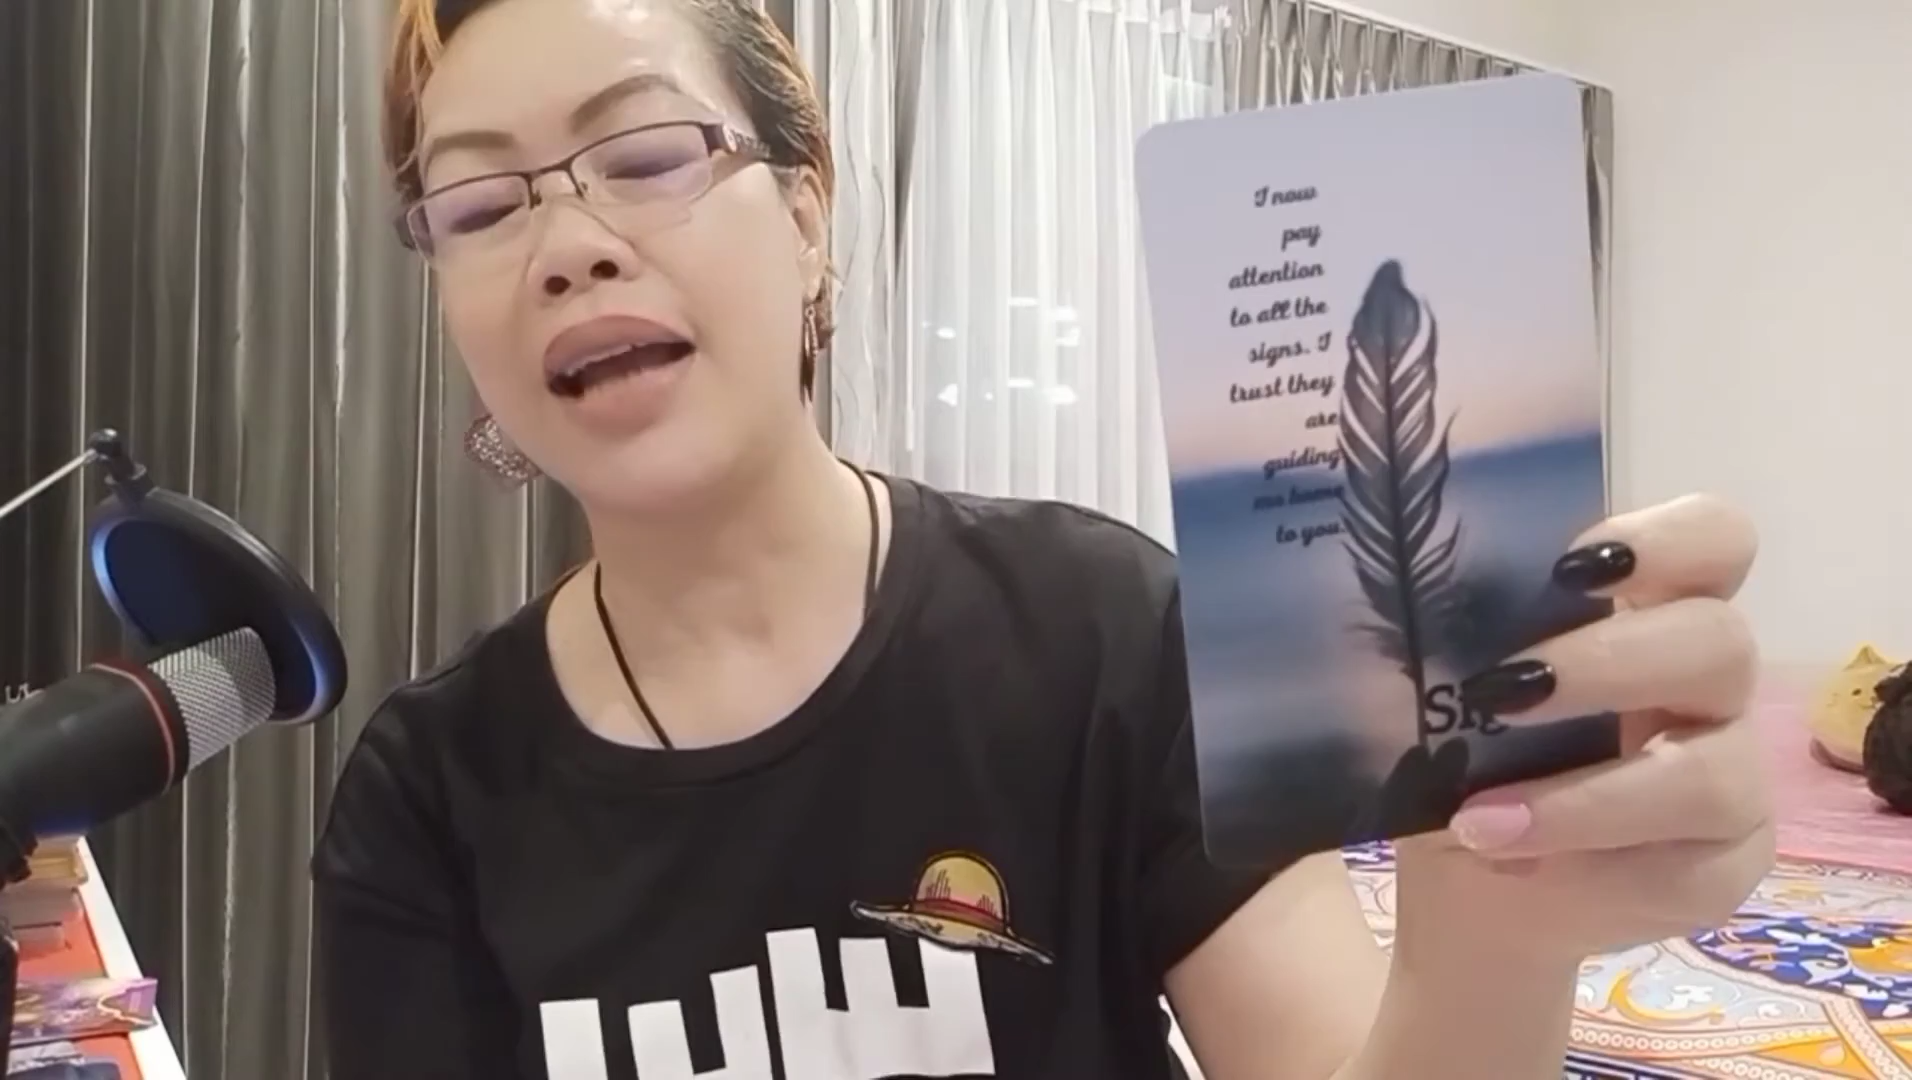 I now
pay
attention
to all the
signs. I
trust they
are
guiding
me home
to you.